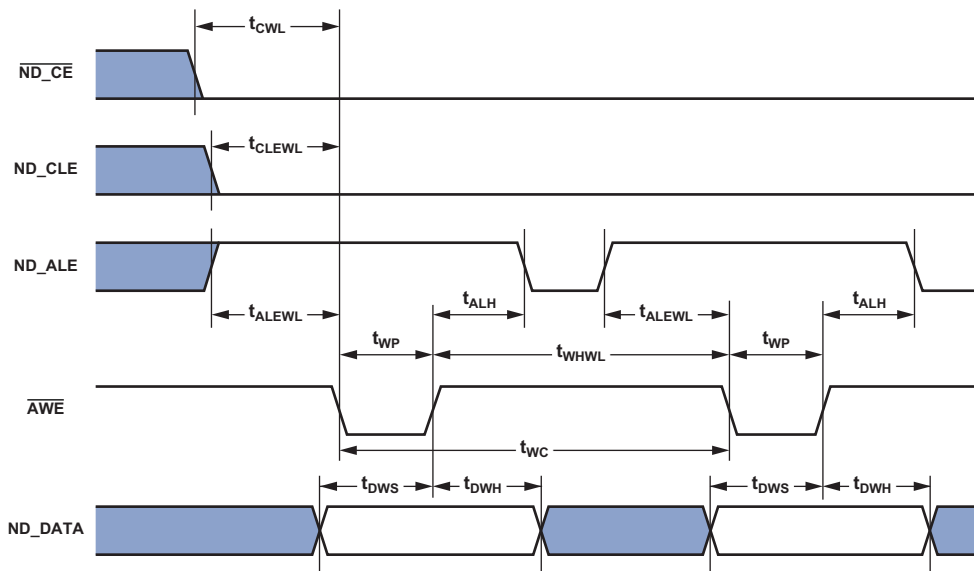 tCWL
ND_CE
tCLEWL
ND_CLE
ND_ALE
tALEWL
tALH
tALEWL
tALH
tWP
tWHWL
tWP
AWE
tWC
tDWS
tDWH
tDWS
tDWH
ND_DATA